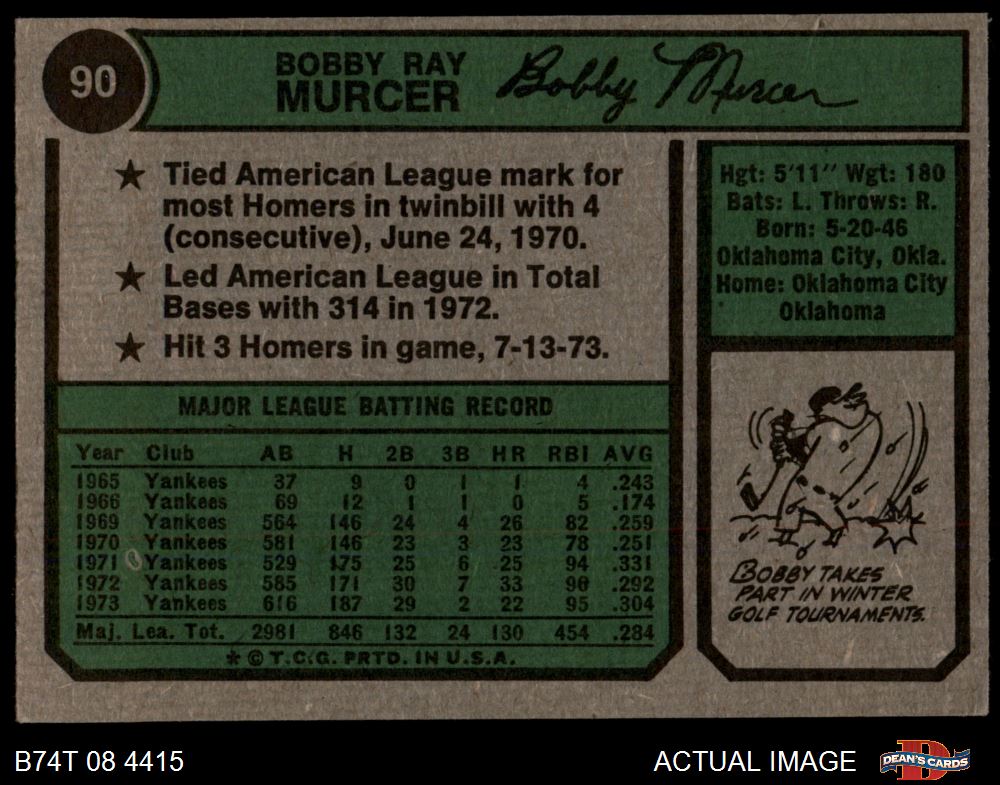 90
BOBBY RAY
MURCER
Bobby Murcer
★ Tied American League mark for
most Homers in twinbill with 4
(consecutive), June 24, 1970.
★ Led American League in Total
Bases with 314 in 1972.
★ Hit 3 Homers in game, 7-13-73.
Hgt: 5'11" Wgt: 180
Bats: L. Throws: R.
Born: 5-20-46
Oklahoma City, Okla.
Home: Oklahoma City
Oklahoma
MAJOR LEAGUE BATTING RECORD
Year Club AB H 2B 3B HR RBI AVG
1965 Yankees 37 9 0 1 1 4 .243
1966 Yankees 69 12 1 1 0 5 .174
1969 Yankees 564 146 24 4 26 82 .259
1970 Yankees 581 146 23 3 23 78 .251
1971 Yankees 529 175 25 6 25 94 .331
1972 Yankees 585 171 30 7 33 96 .292
1973 Yankees 616 187 29 2 22 95 .304
Maj. Lea. Tot. 2981 846 132 24 130 454 .284
* © T.C.G. PRTD. IN U.S.A.
BOBBY TAKES
PART IN WINTER
GOLF TOURNAMENTS.
B74T 08 4415
ACTUAL IMAGE
DEAN'S CARDS